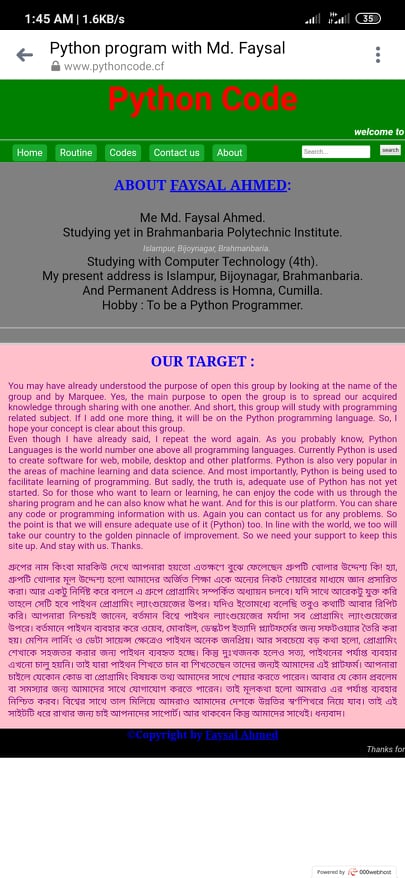 1:45 AM | 1.6KB/s
35
Python program with Md. Faysal
www.pythoncode.cf
Python Code
welcome to
Home Routine Codes Contact us About
Search... search
ABOUT FAYSAL AHMED:
Me Md. Faysal Ahmed.
Studying yet in Brahmanbaria Polytechnic Institute.
Islampur, Bijoynagar, Brahmanbaria.
Studying with Computer Technology (4th).
My present address is Islampur, Bijoynagar, Brahmanbaria.
And Permanent Address is Homna, Cumilla.
Hobby : To be a Python Programmer.
OUR TARGET :
You may have already understood the purpose of open this group by looking at the name of the
group and by Marquee. Yes, the main purpose to open the group is to spread our acquired
knowledge through sharing with one another. And short, this group will study with programming
related subject. If I add one more thing, it will be on the Python programming language. So, I
hope your concept is clear about this group.
Even though I have already said, I repeat the word again. As you probably know, Python
Languages is the world number one above all programming languages. Currently Python is used
to create software for web, mobile, desktop and other platforms. Python is also very popular in
the areas of machine learning and data science. And most importantly, Python is being used to
facilitate learning of programming. But sadly, the truth is, adequate use of Python has not yet
started. So for those who want to learn or learning, he can enjoy the code with us through the
sharing program and he can also know what he want. And for this is our platform. You can share
any code or programming information with us. Again you can contact us for any problems. So
the point is that we will ensure adequate use of it (Python) too. In line with the world, we too will
take our country to the golden pinnacle of improvement. So we need your support to keep this
site up. And stay with us. Thanks.
গ্রুপের নাম কিংবা মারকিউ দেখে আপনারা হয়তো এতক্ষণে বুঝে ফেলেছেন গ্রুপটি খোলার উদ্দেশ্য কি! হ্যা,
গ্রুপটি খোলার মূল উদ্দেশ্য হলো আমাদের অর্জিত শিক্ষা একে অন্যের নিকট শেয়ারের মাধ্যমে জ্ঞান প্রসারিত
করা। আর একটু নির্দিষ্ট করে বললে এ গ্রুপে প্রোগ্রামিং সম্পর্কিত অধ্যয়ন চলবে। যদি সাথে আরেকটু যুক্ত করি
তাহলে সেটি হবে পাইথন প্রোগ্রামিং ল্যাংগুয়েজের উপর। যদিও ইতোমধ্যে বলেছি তবুও কথাটি আবার রিপিট
করি। আপনারা নিশ্চয়ই জানেন, বর্তমান বিশ্বে পাইথন ল্যাংগুয়েজের মর্যাদা সব প্রোগ্রামিং ল্যাংগুয়েজের
উপরে। বর্তমানে পাইথন ব্যবহার করে ওয়েব, মোবাইল, ডেস্কটপ ইত্যাদি প্ল্যাটফর্মের জন্য সফটওয়্যার তৈরি করা
হয়। মেশিন লার্নিং ও ডেটা সায়েন্স ক্ষেত্রেও পাইথন অনেক জনপ্রিয়। আর সবচেয়ে বড় কথা হলো, প্রোগ্রামিং
শেখাকে সহজতর করার জন্য পাইথন ব্যবহৃত হচ্ছে। কিন্তু দুঃখজনক হলেও সত্য, পাইথনের পর্যাপ্ত ব্যবহার
এখনো চালু হয়নি। তাই যারা পাইথন শিখতে চান বা শিখতেছেন তাদের জন্যেই আমাদের এই প্লাটফর্ম। আপনারা
চাইলে যেকোন কোড বা প্রোগ্রামিং বিষয়ক তথ্য আমাদের সাথে শেয়ার করতে পারেন। আবার যে কোন প্রবলেম
বা সমস্যার জন্য আমাদের সাথে যোগাযোগ করতে পারেন। তাই মূলকথা হলো আমরাও এর পর্যাপ্ত ব্যবহার
নিশ্চিত করব। বিশ্বের সাথে তাল মিলিয়ে আমরাও আমাদের দেশকে উন্নতির স্বর্ণশিখরে নিয়ে যাব। তাই এই
সাইটটি ধরে রাখার জন্য চাই আপনাদের সাপোর্ট। আর থাকবেন কিন্তু আমাদের সাথেই। ধন্যবাদ।
©Copyright by Faysal Ahmed
Thanks for
Powered by 000webhost